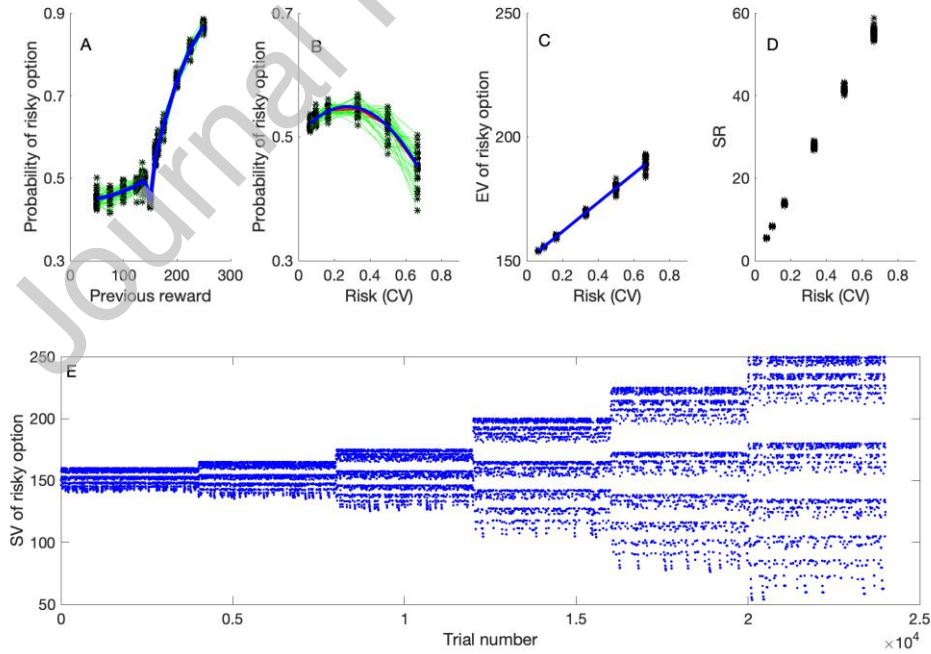 A
Probability of risky option
0.9
0.7
0.5
0.3
0
100
200
300
Previous reward
B
Probability of risky option
0.7
0.5
0.3
0
0.2
0.4
0.6
0.8
Risk (CV)
C
EV of risky option
250
200
150
0
0.2
0.4
0.6
0.8
Risk (CV)
D
SR
60
40
20
0
0
0.2
0.4
0.6
0.8
Risk (CV)
E
SV of risky option
250
200
150
100
50
0
0.5
1
1.5
2
2.5
×10⁴
Trial number
Journal